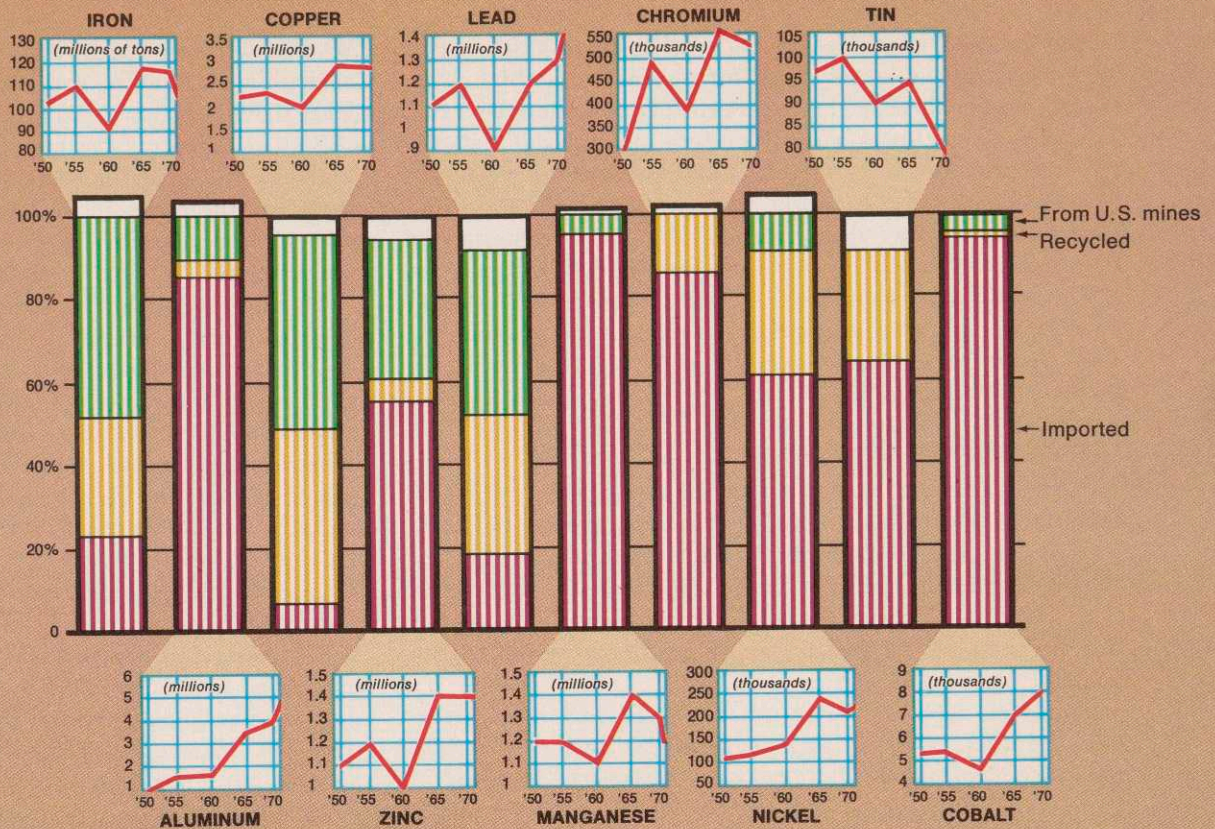 IRON COPPER LEAD CHROMIUM TIN
(millions of tons) (millions) (millions) (thousands) (thousands)
130
120
110
100
90
80
'50 '55 '60 '65 '70
3.5
3
2.5
2
1.5
1
'50 '55 '60 '65 '70
1.4
1.3
1.2
1.1
1
.9
'50 '55 '60 '65 '70
550
500
450
400
350
300
'50 '55 '60 '65 '70
105
100
95
90
85
80
'50 '55 '60 '65 '70
100%
80%
60%
40%
20%
0
From U.S. mines
Recycled
Imported
6
5
4
3
2
1
(millions)
'50 '55 '60 '65 '70
ALUMINUM
1.5
1.4
1.3
1.2
1.1
1
(millions)
'50 '55 '60 '65 '70
ZINC
1.5
1.4
1.3
1.2
1.1
1
(millions)
'50 '55 '60 '65 '70
MANGANESE
300
250
200
150
100
50
(thousands)
'50 '55 '60 '65 '70
NICKEL
9
8
7
6
5
4
(thousands)
'50 '55 '60 '65 '70
COBALT